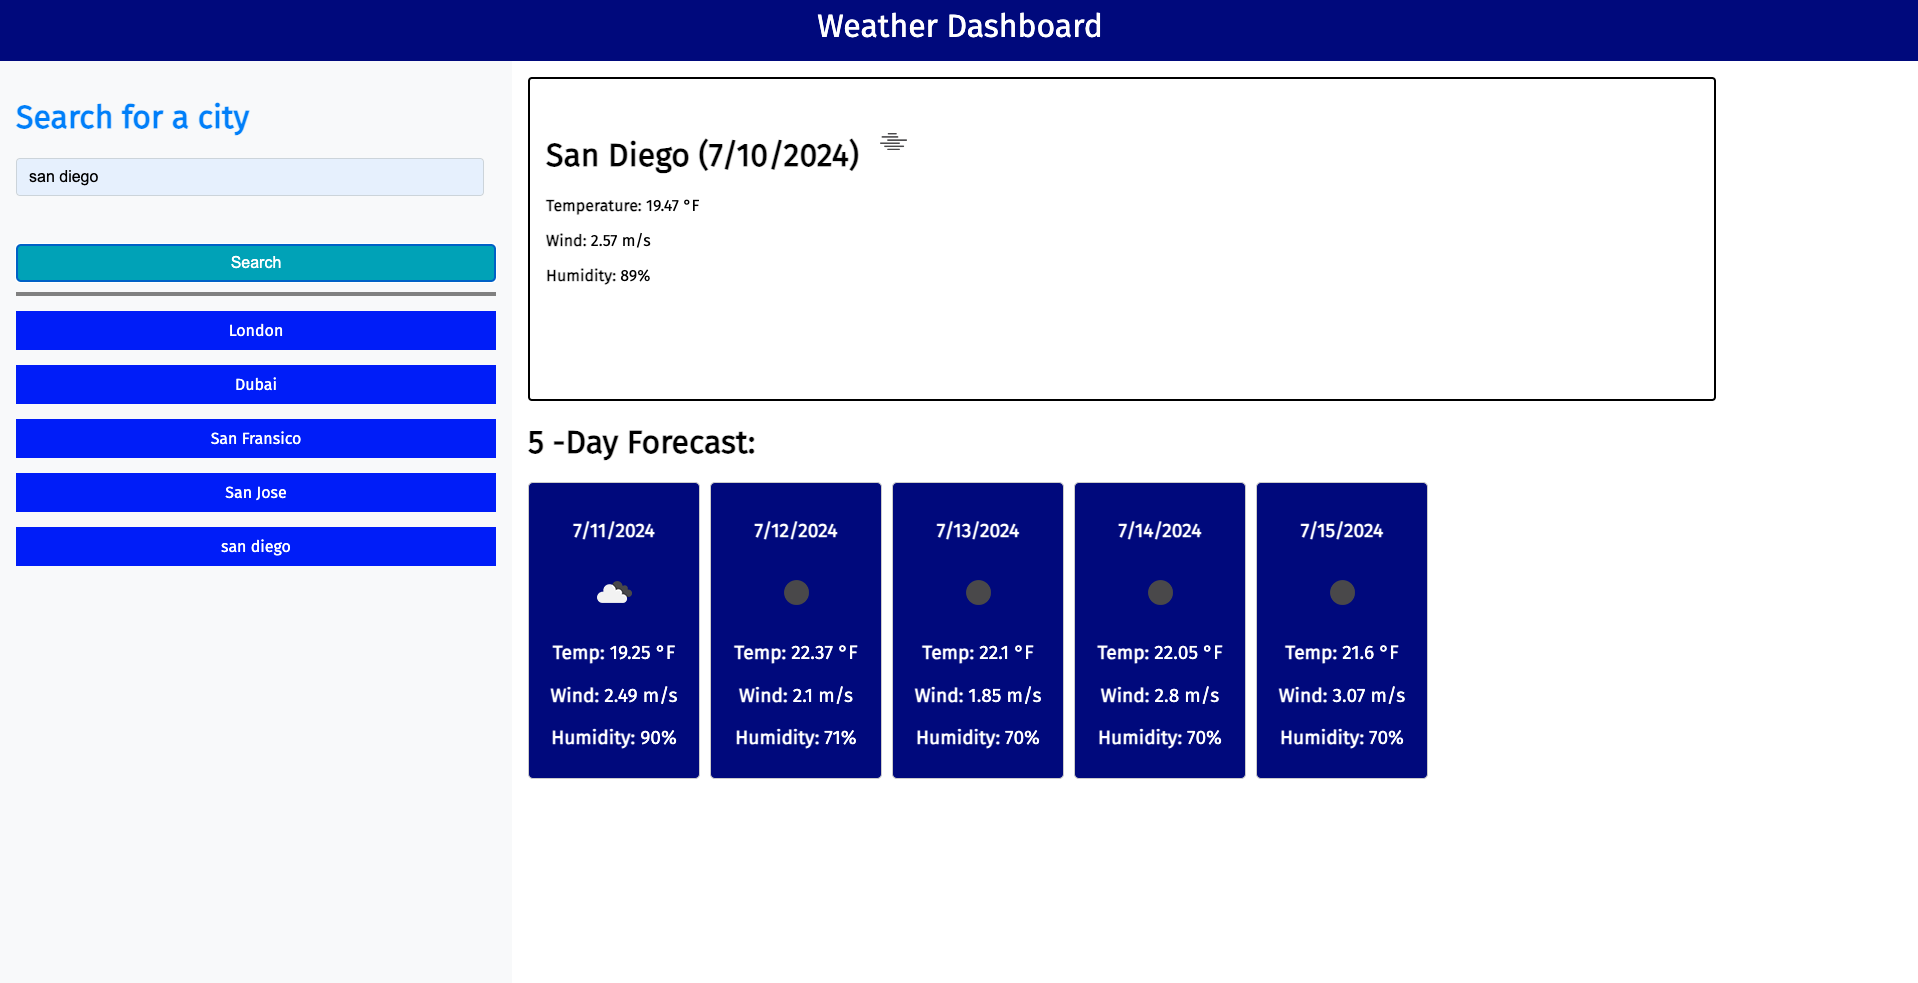 Weather Dashboard
Search for a city
san diego
Search
London
Dubai
San Fransico
San Jose
san diego
San Diego (7/10/2024)
Temperature: 19.47 °F
Wind: 2.57 m/s
Humidity: 89%
5 -Day Forecast:
7/11/2024
Temp: 19.25 °F
Wind: 2.49 m/s
Humidity: 90%
7/12/2024
Temp: 22.37 °F
Wind: 2.1 m/s
Humidity: 71%
7/13/2024
Temp: 22.1 °F
Wind: 1.85 m/s
Humidity: 70%
7/14/2024
Temp: 22.05 °F
Wind: 2.8 m/s
Humidity: 70%
7/15/2024
Temp: 21.6 °F
Wind: 3.07 m/s
Humidity: 70%